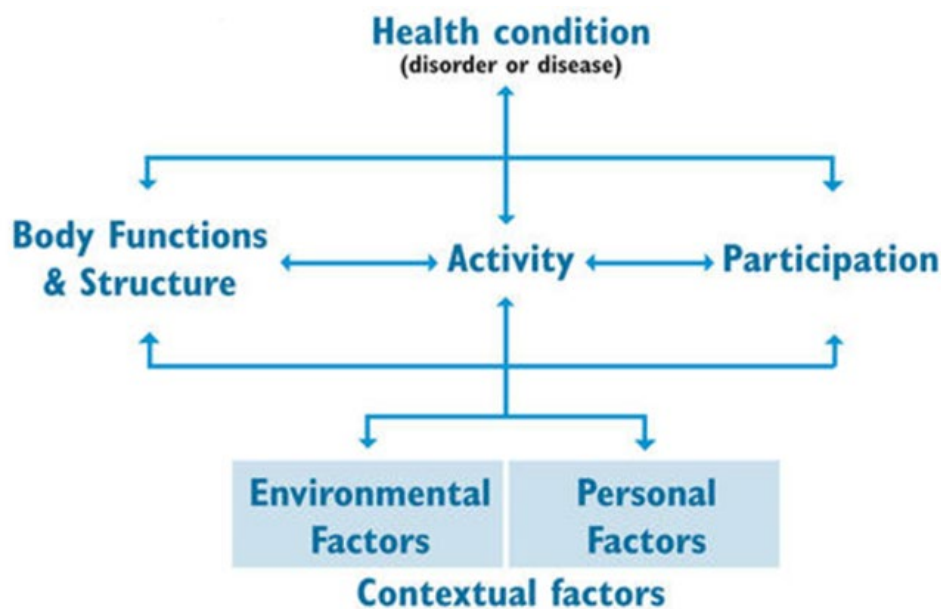 Health condition
(disorder or disease)
Body Functions
& Structure
Activity
Participation
Environmental
Factors
Personal
Factors
Contextual factors